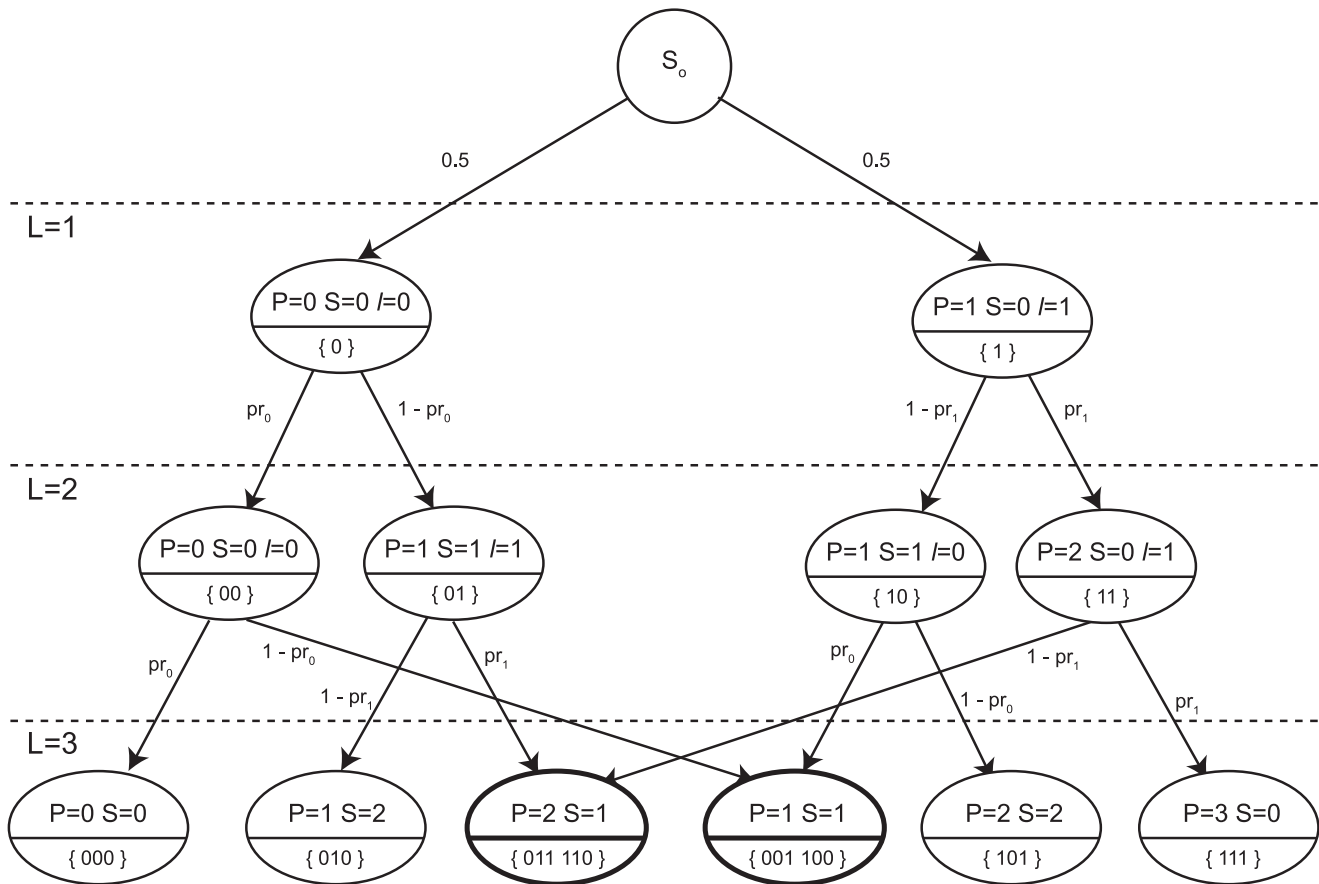 S₀
0.5 0.5
L=1
P=0 S=0 l=0 P=1 S=0 l=1
{ 0 } { 1 }
pr₀ 1 - pr₀ 1 - pr₁ pr₁
L=2
P=0 S=0 l=0 P=1 S=1 l=1 P=1 S=1 l=0 P=2 S=0 l=1
{ 00 } { 01 } { 10 } { 11 }
pr₀ 1 - pr₀ 1 - pr₁ pr₁ pr₀ 1 - pr₀ 1 - pr₁ pr₁
L=3
P=0 S=0 P=1 S=2 P=2 S=1 P=1 S=1 P=2 S=2 P=3 S=0
{ 000 } { 010 } { 011 110 } { 001 100 } { 101 } { 111 }